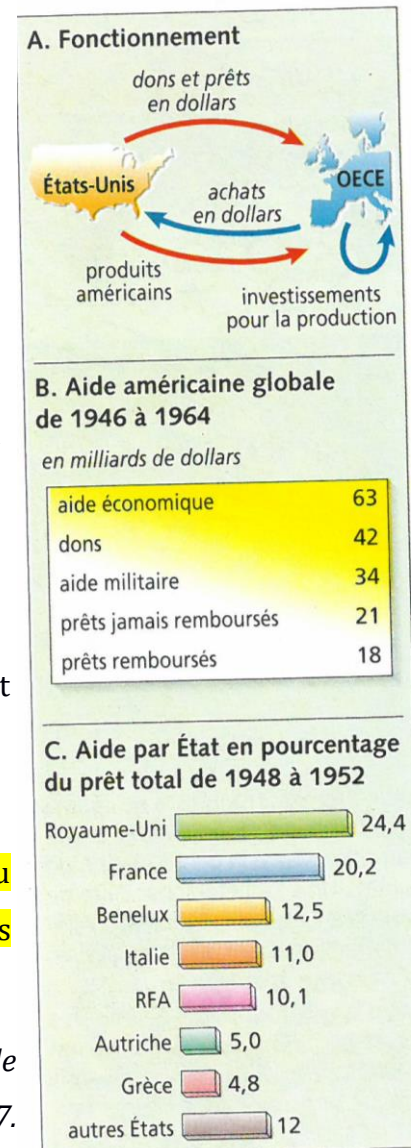 A. Fonctionnement
dons et prêts
en dollars
États-Unis
OECE
achats
en dollars
produits
américains
investissements
pour la production
B. Aide américaine globale
de 1946 à 1964
en milliards de dollars
aide économique 63
dons 42
aide militaire 34
prêts jamais remboursés 21
prêts remboursés 18
t
C. Aide par État en pourcentage
du prêt total de 1948 à 1952
Royaume-Uni 24,4
France 20,2
u
Benelux 12,5
s
Italie 11,0
RFA 10,1
Autriche 5,0
le
Grèce 4,8
7.
autres États 12